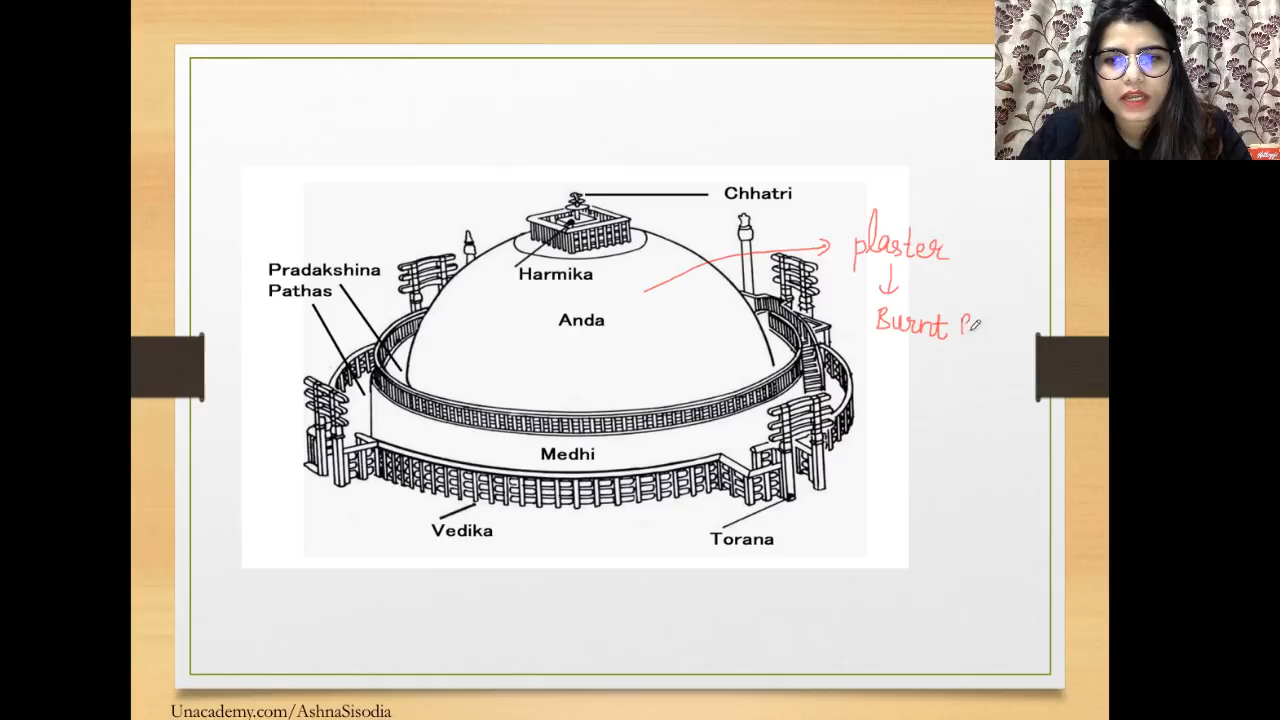 Chhatri
plaster
Pradakshina
Pathas
Harmika
Anda
Burnt
Medhi
Vedika
Torana
Unacademy.com/AshnaSisodia